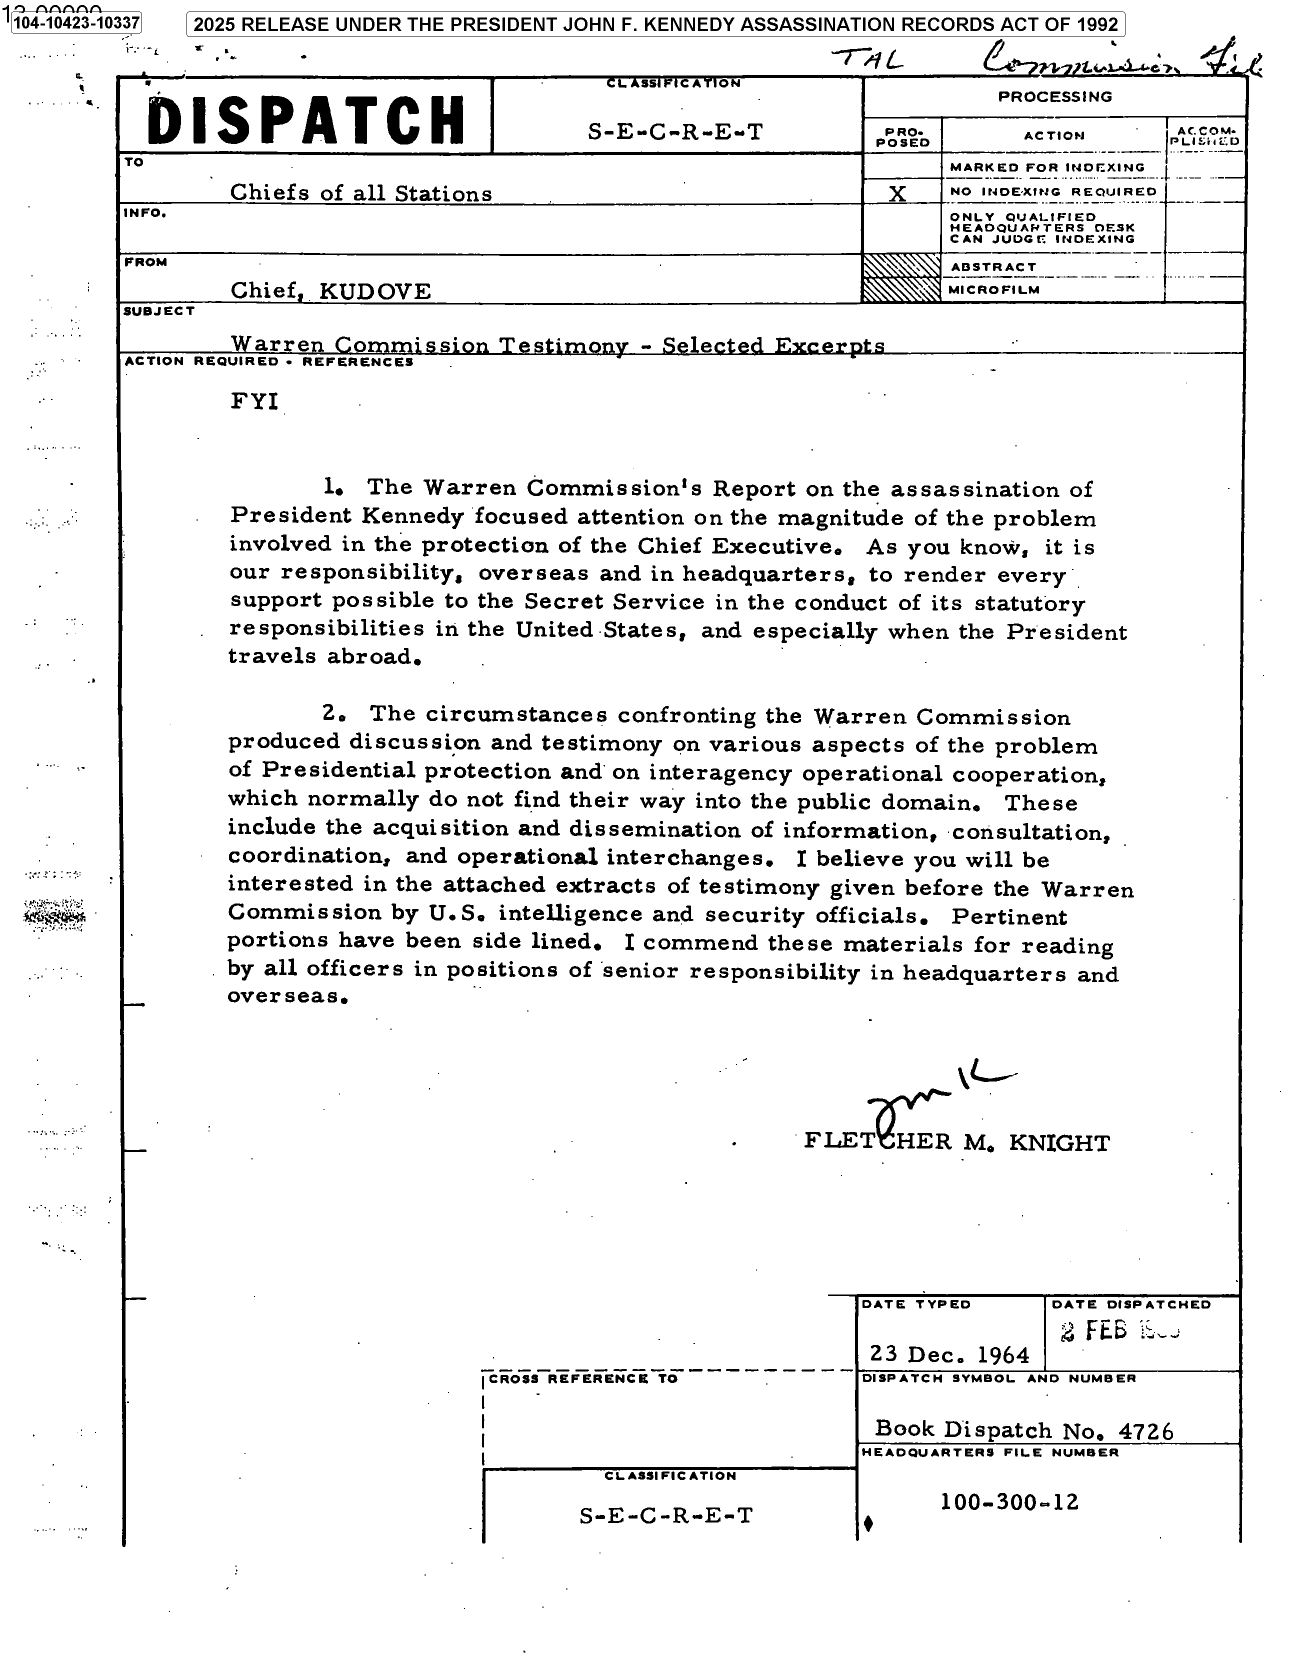 104-10423-10337
2025 RELEASE UNDER THE PRESIDENT JOHN F. KENNEDY ASSASSINATION RECORDS ACT OF 1992
TAL Commission File
DISPATCH
CLASSIFICATION
S-E-C-R-E-T
PROCESSING
PRO-
POSED
ACTION
ACCOM-
PLISHED
TO
Chiefs of all Stations
MARKED FOR INDEXING
X NO INDEXING REQUIRED
INFO.
ONLY QUALIFIED
HEADQUARTERS DESK
CAN JUDGE INDEXING
FROM
Chief, KUDOVE
ABSTRACT
MICROFILM
SUBJECT
Warren Commission Testimony - Selected Excerpts
ACTION REQUIRED - REFERENCES
FYI
1. The Warren Commission's Report on the assassination of
President Kennedy focused attention on the magnitude of the problem
involved in the protection of the Chief Executive. As you know, it is
our responsibility, overseas and in headquarters, to render every
support possible to the Secret Service in the conduct of its statutory
responsibilities in the United States, and especially when the President
travels abroad.
2. The circumstances confronting the Warren Commission
produced discussion and testimony on various aspects of the problem
of Presidential protection and on interagency operational cooperation,
which normally do not find their way into the public domain. These
include the acquisition and dissemination of information, consultation,
coordination, and operational interchanges. I believe you will be
interested in the attached extracts of testimony given before the Warren
Commission by U.S. intelligence and security officials. Pertinent
portions have been side lined. I commend these materials for reading
by all officers in positions of senior responsibility in headquarters and
overseas.
FLETCHER M. KNIGHT
DATE TYPED
23 Dec. 1964
DATE DISPATCHED
2 FEB
CROSS REFERENCE TO
DISPATCH SYMBOL AND NUMBER
Book Dispatch No. 4726
HEADQUARTERS FILE NUMBER
100-300-12
CLASSIFICATION
S-E-C-R-E-T